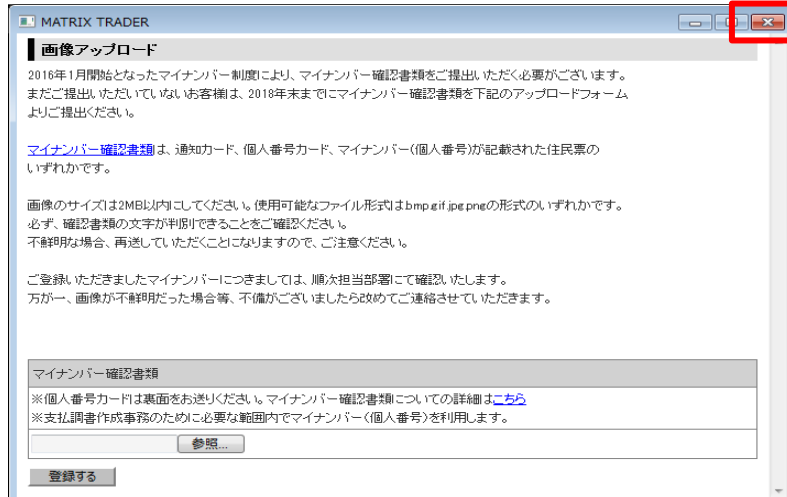 MATRIX TRADER
画像アップロード
2016年1月開始となったマイナンバー制度により、マイナンバー確認書類をご提出いただく必要がございます。
まだご提出いただいていないお客様は、2018年末までにマイナンバー確認書類を下記のアップロードフォーム
よりご提出ください。
マイナンバー確認書類は、通知カード、個人番号カード、マイナンバー(個人番号)が記載された住民票の
いずれかです。
画像のサイズは2MB以内にしてください。使用可能なファイル形式はbmp,gif,jpg,pngの形式のいずれかです。
必ず、確認書類の文字が判別できることをご確認ください。
不鮮明な場合、再送していただくことになりますので、ご注意ください。
ご登録いただきましたマイナンバーにつきましては、順次担当部署にて確認いたします。
万が一、画像が不鮮明だった場合等、不備がございましたら改めてご連絡させていただきます。
マイナンバー確認書類
※個人番号カードは裏面をお送りください。マイナンバー確認書類についての詳細はこちら
※支払調書作成事務のために必要な範囲内でマイナンバー(個人番号)を利用します。
参照...
登録する